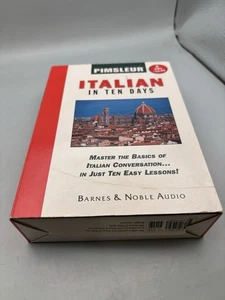 PIMSLEUR
ITALIAN
IN TEN DAYS
MASTER THE BASICS OF
ITALIAN CONVERSATION...
IN JUST TEN EASY LESSONS!
BARNES & NOBLE AUDIO